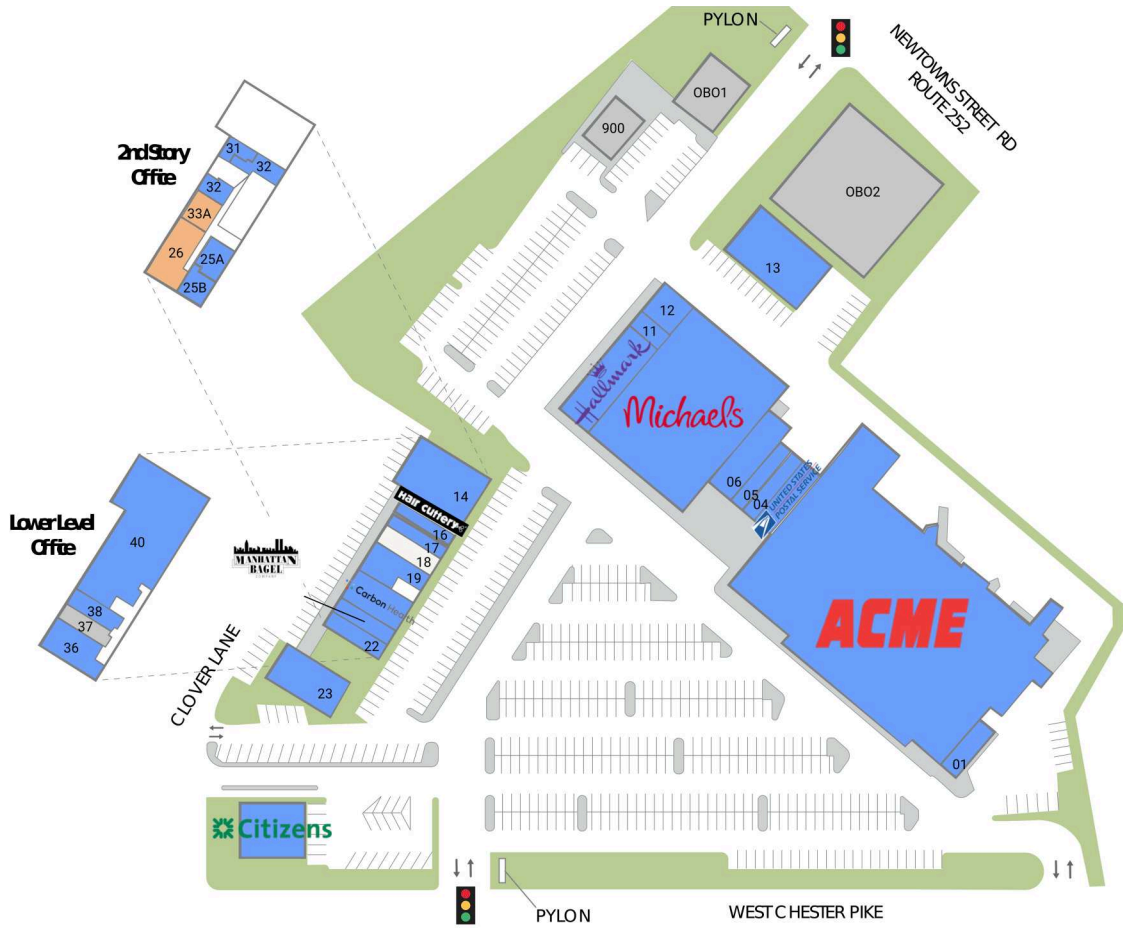 PYLON
NEWTOWNS STREET RD
ROUTE 252
OBO1
900
OBO2
2nd Story
Office
31
32
32
33A
26
25A
25B
13
12
11
Hallmark
Michaels
06
05
04
UNITED STATES
POSTAL SERVICE
14
Hair cuttery
16
17
18
19
Carbon Health
22
23
Lower Level
Office
40
38
37
36
MANHATTAN
BAGEL
COMPANY
CLOVER LANE
ACME
01
Citizens
PYLON
WEST CHESTER PIKE